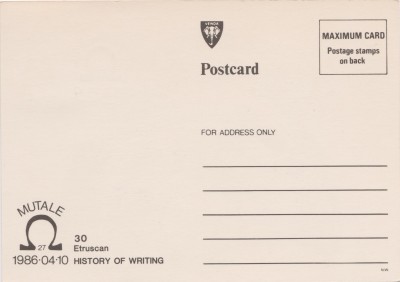 VENDA
Postcard
MAXIMUM CARD
Postage stamps
on back
FOR ADDRESS ONLY
MUTALE
Ω
27
1986·04·10
30
Etruscan
HISTORY OF WRITING